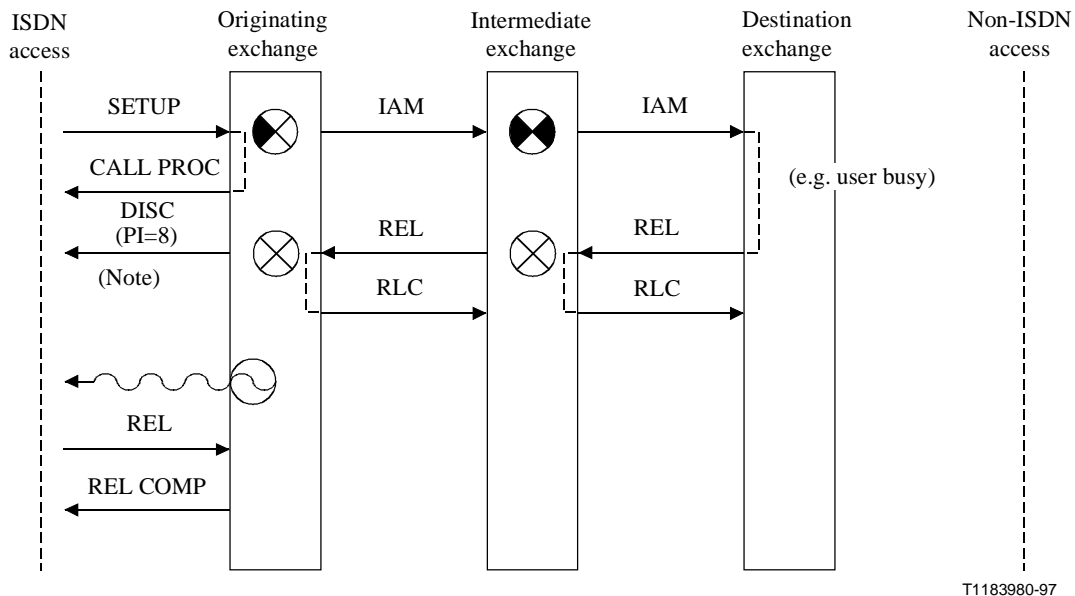 ISDN
access
Originating
exchange
Intermediate
exchange
Destination
exchange
Non-ISDN
access
SETUP
IAM
IAM
CALL PROC
(e.g. user busy)
DISC
(PI=8)
REL
REL
(Note)
RLC
RLC
REL
REL COMP
T1183980-97